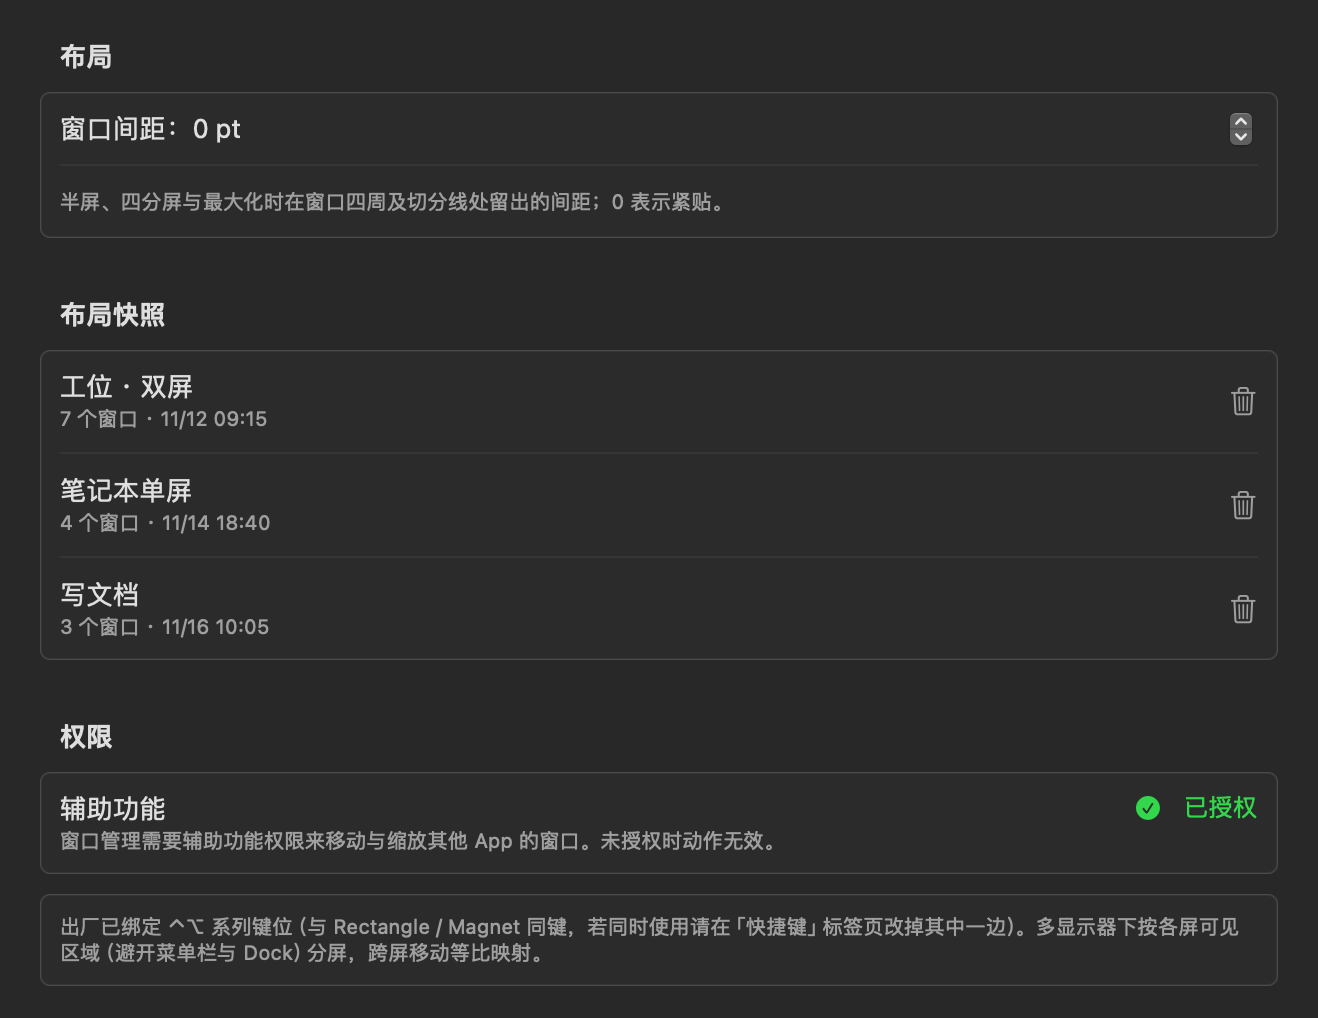 布局
窗口间距：0 pt
半屏、四分屏与最大化时在窗口四周及切分线处留出的间距；0 表示紧贴。
布局快照
工位 · 双屏
7 个窗口 · 11/12 09:15
笔记本单屏
4 个窗口 · 11/14 18:40
写文档
3 个窗口 · 11/16 10:05
权限
辅助功能
已授权
窗口管理需要辅助功能权限来移动与缩放其他 App 的窗口。未授权时动作无效。
出厂已绑定 ⌃⌥ 系列键位 (与 Rectangle / Magnet 同键，若同时使用请在「快捷键」标签页改掉其中一边)。多显示器下按各屏可见
区域 (避开菜单栏与 Dock) 分屏，跨屏移动等比映射。